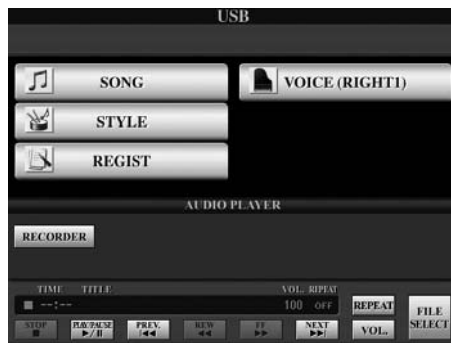 USB
SONG
VOICE (RIGHT1)
STYLE
REGIST
AUDIO PLAYER
RECORDER
TIME TITLE VOL. REPEAT
--:-- 100 OFF
REPEAT
FILE SELECT
STOP
PLAY/PAUSE
PREV.
REW
FF
NEXT
VOL.